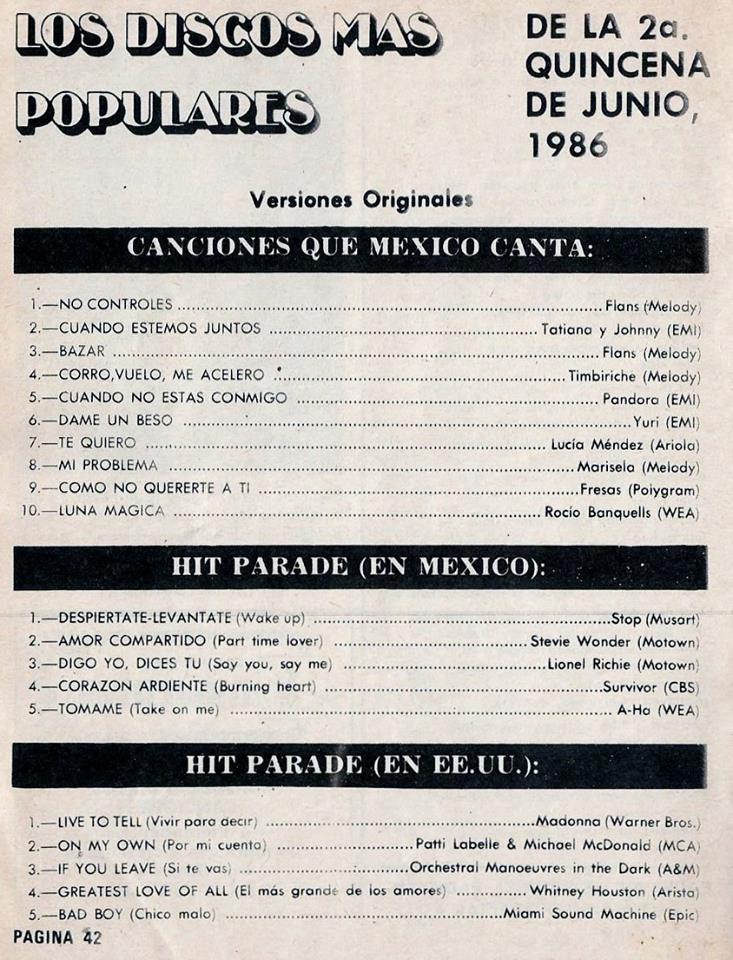 LOS DISCOS MAS
POPULARES
DE LA 2a.
QUINCENA
DE JUNIO,
1986
Versiones Originales
CANCIONES QUE MEXICO CANTA:
1.—NO CONTROLES ........ Flans (Melody)
2.—CUANDO ESTEMOS JUNTOS ........ Tatiana y Johnny (EMI)
3.—BAZAR ........ Flans (Melody)
4.—CORRO,VUELO, ME ACELERO ........ Timbiriche (Melody)
5.—CUANDO NO ESTAS CONMIGO ........ Pandora (EMI)
6.—DAME UN BESO ........ Yuri (EMI)
7.—TE QUIERO ........ Lucía Méndez (Ariola)
8.—MI PROBLEMA ........ Marisela (Melody)
9.—COMO NO QUERERTE A TI ........ Fresas (Polygram)
10.—LUNA MAGICA ........ Rocío Banquells (WEA)
HIT PARADE (EN MEXICO):
1.—DESPIERTATE-LEVANTATE (Wake up) ........ Stop (Musart)
2.—AMOR COMPARTIDO (Part time lover) ........ Stevie Wonder (Motown)
3.—DIGO YO, DICES TU (Say you, say me) ........ Lionel Richie (Motown)
4.—CORAZON ARDIENTE (Burning heart) ........ Survivor (CBS)
5.—TOMAME (Take on me) ........ A-Ha (WEA)
HIT PARADE (EN EE.UU.):
1.—LIVE TO TELL (Vivir para decir) ........ Madonna (Warner Bros.)
2.—ON MY OWN (Por mi cuenta) ........ Patti Labelle & Michael McDonald (MCA)
3.—IF YOU LEAVE (Si te vas) ........ Orchestral Manoeuvres in the Dark (A&M)
4.—GREATEST LOVE OF ALL (El más grande de los amores) ........ Whitney Houston (Arista)
5.—BAD BOY (Chico malo) ........ Miami Sound Machine (Epic)
PAGINA 42